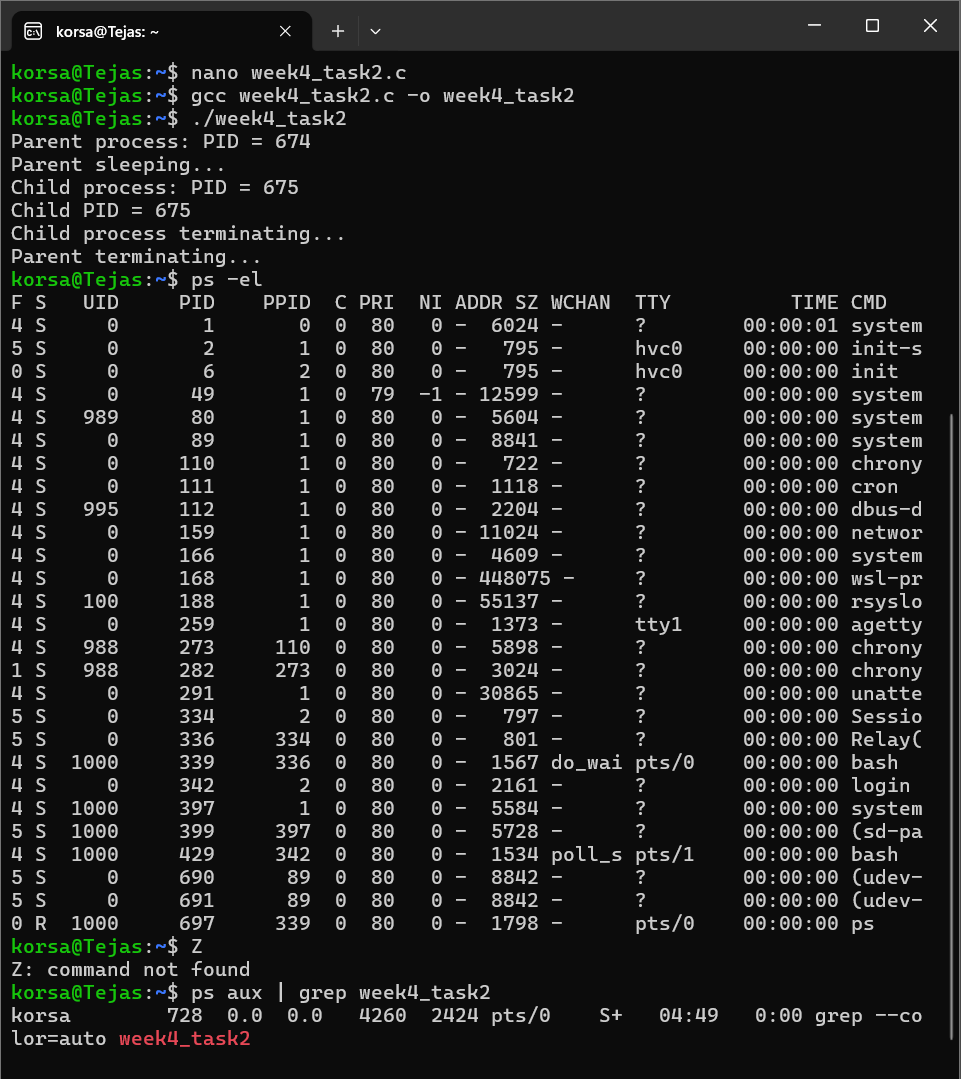 korsa@Tejas: ~
korsa@Tejas:~$ nano week4_task2.c
korsa@Tejas:~$ gcc week4_task2.c -o week4_task2
korsa@Tejas:~$ ./week4_task2
Parent process: PID = 674
Parent sleeping...
Child process: PID = 675
Child PID = 675
Child process terminating...
Parent terminating...
korsa@Tejas:~$ ps -el
F S   UID     PID    PPID  C PRI  NI ADDR SZ WCHAN  TTY          TIME CMD
4 S     0       1       0  0  80   0 -  6024 -      ?        00:00:01 system
5 S     0       2       1  0  80   0 -   795 -      hvc0     00:00:00 init-s
0 S     0       6       2  0  80   0 -   795 -      hvc0     00:00:00 init
4 S     0      49       1  0  79  -1 - 12599 -      ?        00:00:00 system
4 S   989      80       1  0  80   0 -  5604 -      ?        00:00:00 system
4 S     0      89       1  0  80   0 -  8841 -      ?        00:00:00 system
4 S     0     110       1  0  80   0 -   722 -      ?        00:00:00 chrony
4 S     0     111       1  0  80   0 -  1118 -      ?        00:00:00 cron
4 S   995     112       1  0  80   0 -  2204 -      ?        00:00:00 dbus-d
4 S     0     159       1  0  80   0 - 11024 -      ?        00:00:00 networ
4 S     0     166       1  0  80   0 -  4609 -      ?        00:00:00 system
4 S     0     168       1  0  80   0 - 448075 -     ?        00:00:00 wsl-pr
4 S   100     188       1  0  80   0 - 55137 -      ?        00:00:00 rsyslo
4 S     0     259       1  0  80   0 -  1373 -      tty1     00:00:00 agetty
4 S   988     273     110  0  80   0 -  5898 -      ?        00:00:00 chrony
1 S   988     282     273  0  80   0 -  3024 -      ?        00:00:00 chrony
4 S     0     291       1  0  80   0 - 30865 -      ?        00:00:00 unatte
5 S     0     334       2  0  80   0 -   797 -      ?        00:00:00 Sessio
5 S     0     336     334  0  80   0 -   801 -      ?        00:00:00 Relay(
4 S  1000     339     336  0  80   0 -  1567 do_wai pts/0    00:00:00 bash
4 S     0     342       2  0  80   0 -  2161 -      ?        00:00:00 login
4 S  1000     397       1  0  80   0 -  5584 -      ?        00:00:00 system
5 S  1000     399     397  0  80   0 -  5728 -      ?        00:00:00 (sd-pa
4 S  1000     429     342  0  80   0 -  1534 poll_s pts/1    00:00:00 bash
5 S     0     690      89  0  80   0 -  8842 -      ?        00:00:00 (udev-
5 S     0     691      89  0  80   0 -  8842 -      ?        00:00:00 (udev-
0 R  1000     697     339  0  80   0 -  1798 -      pts/0    00:00:00 ps
korsa@Tejas:~$ Z
Z: command not found
korsa@Tejas:~$ ps aux | grep week4_task2
korsa        728  0.0  0.0   4260  2424 pts/0    S+   04:49   0:00 grep --co
lor=auto week4_task2